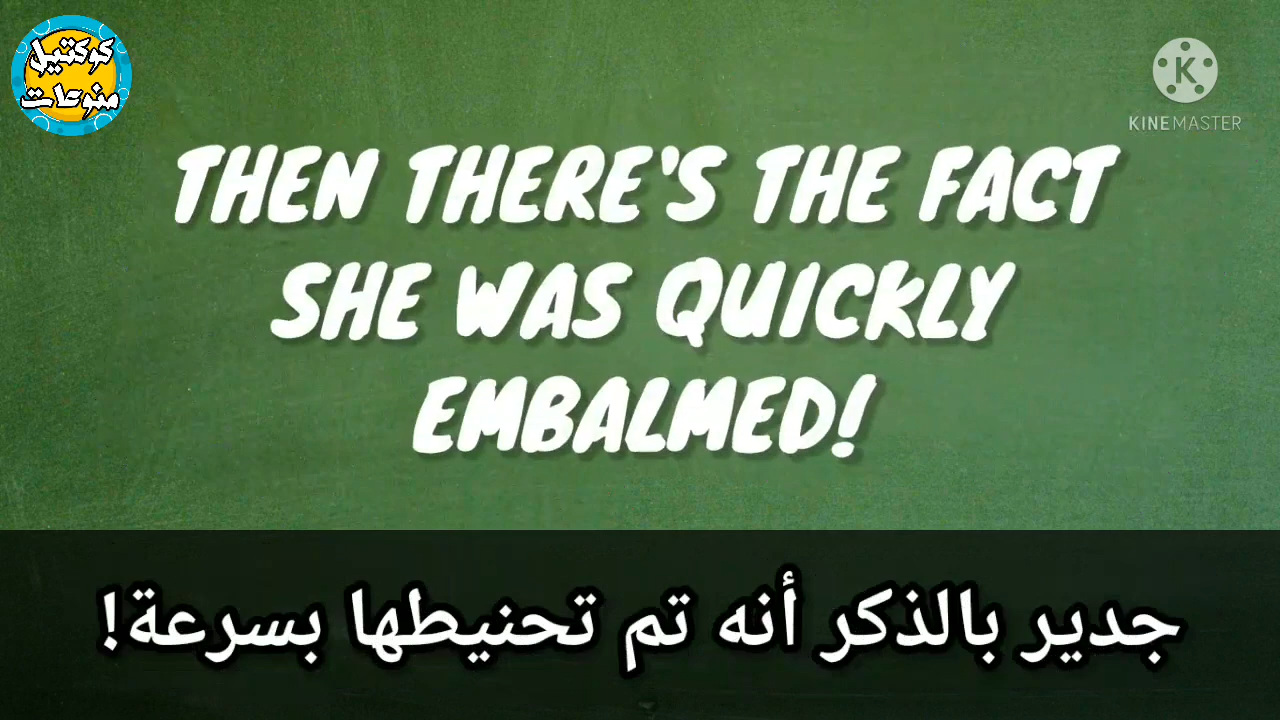 كوكتيل
منوعات
K
KINEMASTER
THEN THERE'S THE FACT
SHE WAS QUICKLY
EMBALMED!
جدير بالذكر أنه تم تحنيطها بسرعة!